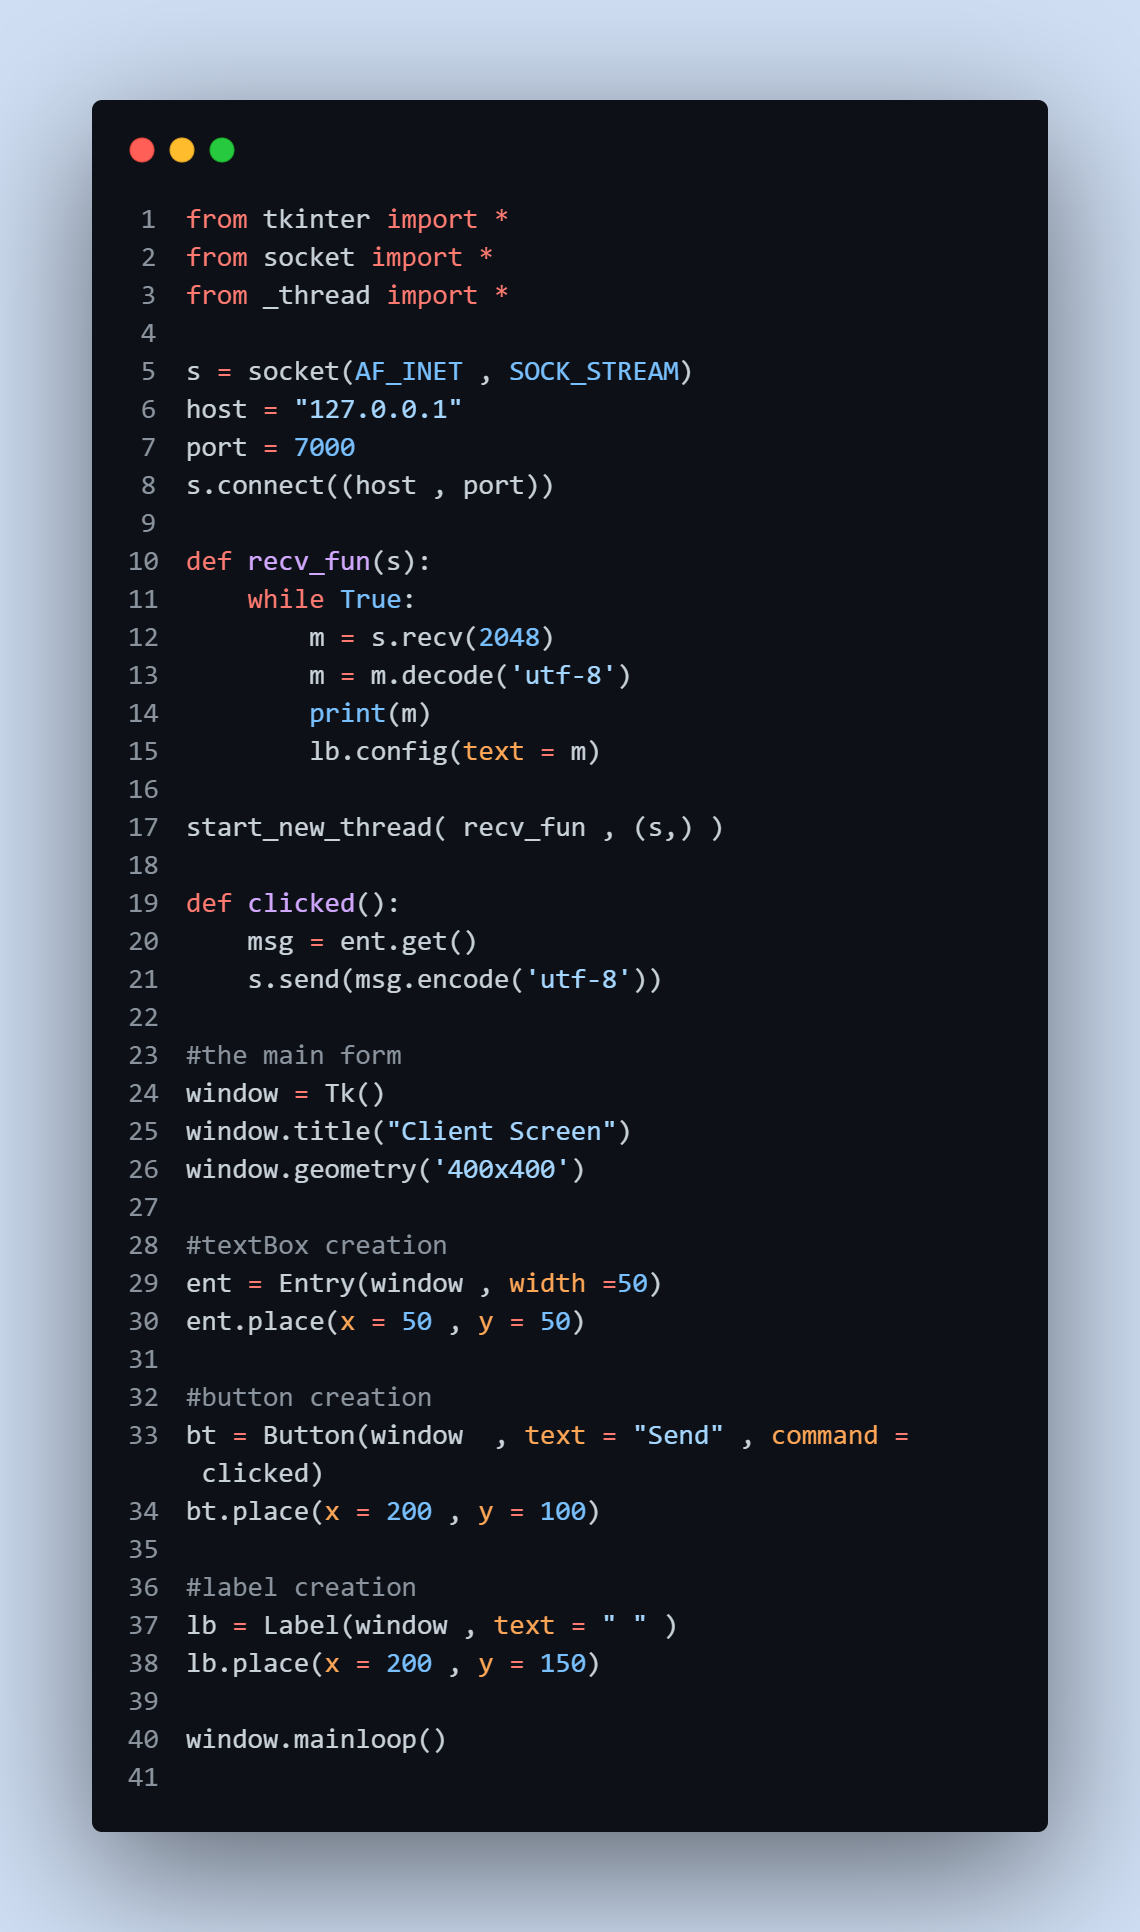 1 from tkinter import *
2 from socket import *
3 from _thread import *
4
5 s = socket(AF_INET , SOCK_STREAM)
6 host = "127.0.0.1"
7 port = 7000
8 s.connect((host , port))
9
10 def recv_fun(s):
11     while True:
12         m = s.recv(2048)
13         m = m.decode('utf-8')
14         print(m)
15         lb.config(text = m)
16
17 start_new_thread( recv_fun , (s,) )
18
19 def clicked():
20     msg = ent.get()
21     s.send(msg.encode('utf-8'))
22
23 #the main form
24 window = Tk()
25 window.title("Client Screen")
26 window.geometry('400x400')
27
28 #textBox creation
29 ent = Entry(window , width =50)
30 ent.place(x = 50 , y = 50)
31
32 #button creation
33 bt = Button(window  , text = "Send" , command =
 clicked)
34 bt.place(x = 200 , y = 100)
35
36 #label creation
37 lb = Label(window , text = " " )
38 lb.place(x = 200 , y = 150)
39
40 window.mainloop()
41